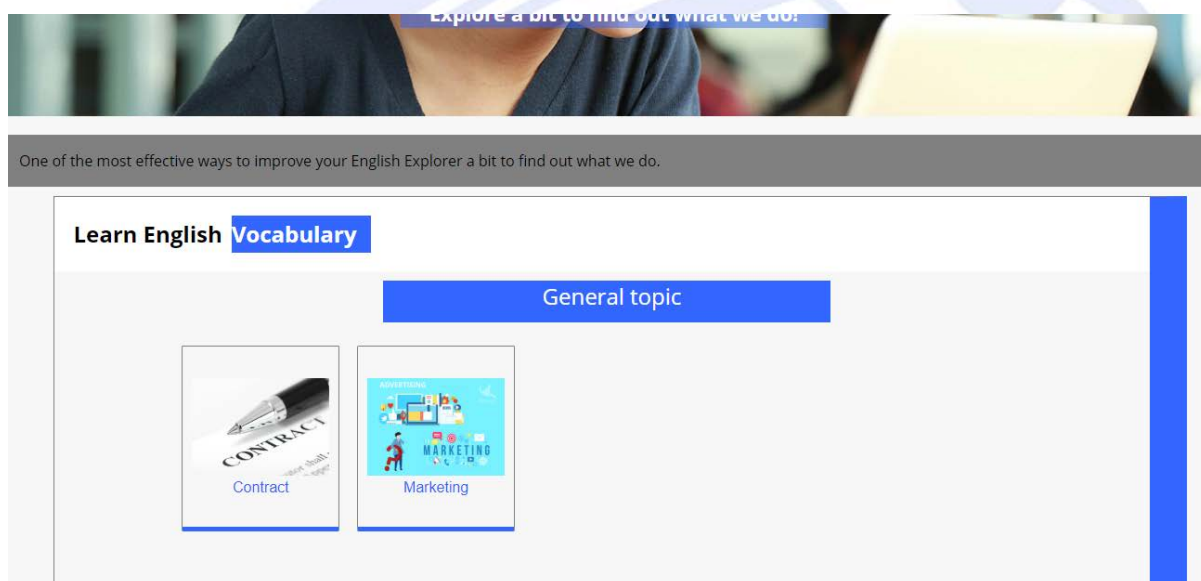 Explore a bit to find out what we do!
One of the most effective ways to improve your English Explorer a bit to find out what we do.
Learn English Vocabulary
General topic
CONTRACT
Contract
ADVERTISING
MARKETING
Marketing